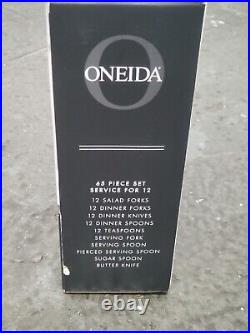 ONEIDA®
65 PIECE SET
SERVICE FOR 12
12 SALAD FORKS
12 DINNER FORKS
12 DINNER KNIVES
12 DINNER SPOONS
12 TEASPOONS
SERVING FORK
SERVING SPOON
PIERCED SERVING SPOON
SUGAR SPOON
BUTTER KNIFE